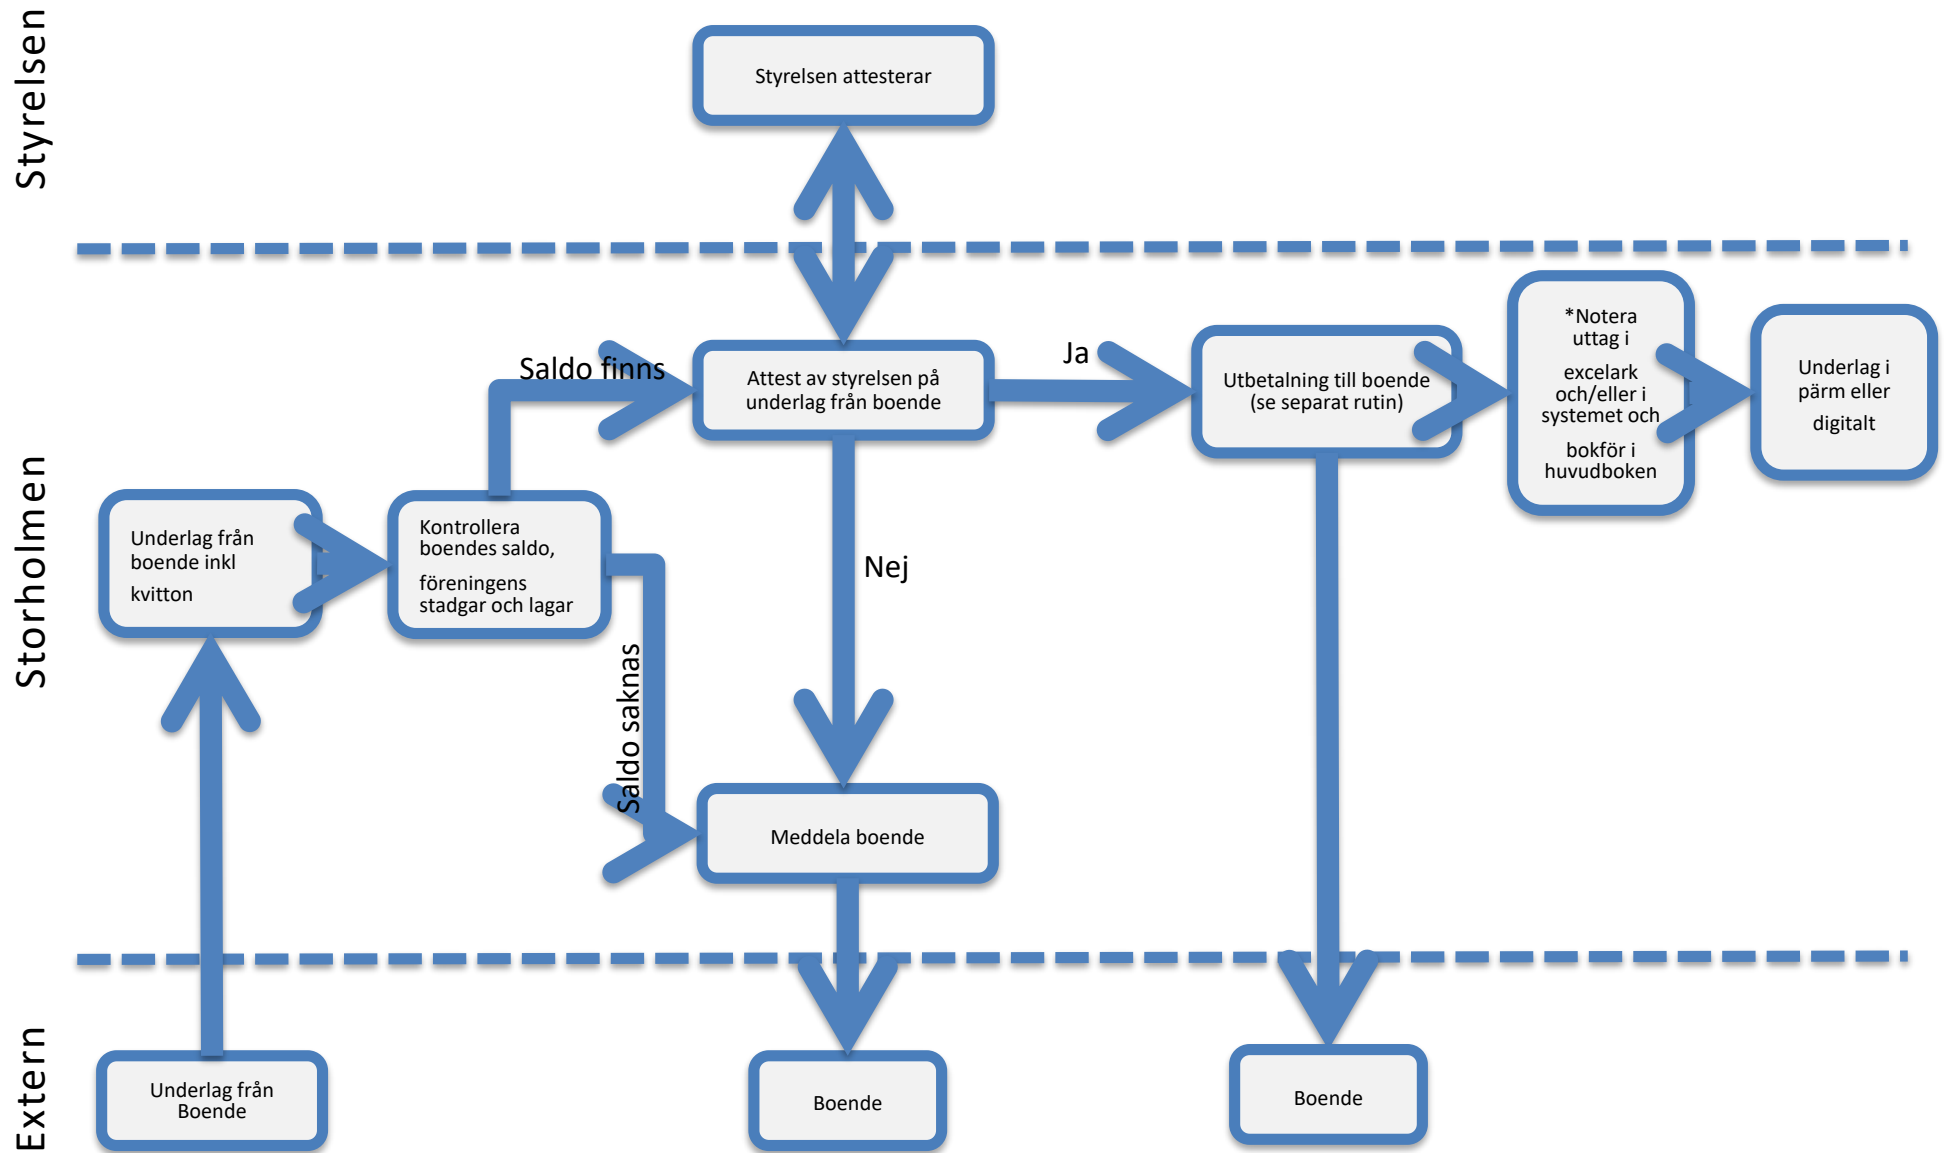 Styrelsen
Styrelsen attesterar
Storholmen
Saldo finns
Attest av styrelsen på
underlag från boende
Ja
Utbetalning till boende
(se separat rutin)
*Notera
uttag i
excelark
och/eller i
systemet och
bokför i
huvudboken
Underlag i
pärm eller
digitalt
Underlag från
boende inkl
kvitton
Kontrollera
boendes saldo,
föreningens
stadgar och lagar
Nej
Saldo saknas
Meddela boende
Extern
Underlag från
Boende
Boende
Boende